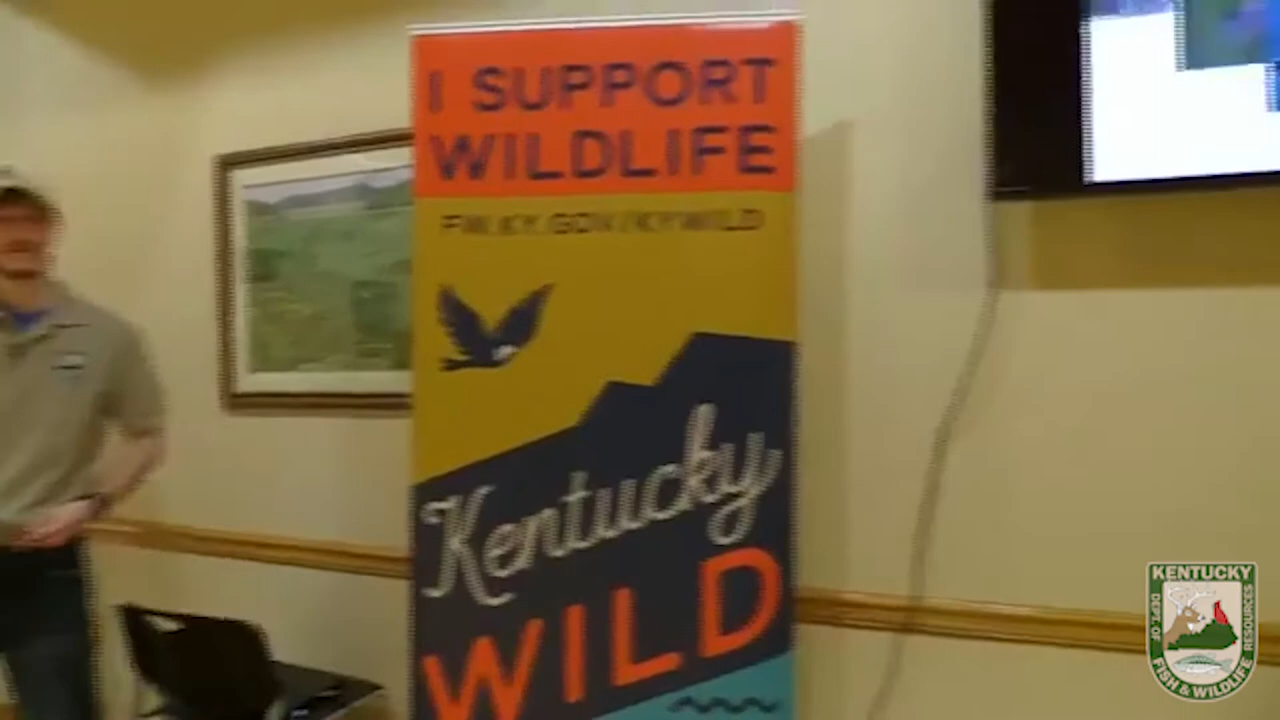 I SUPPORT
WILDLIFE
FW.KY.GOV/KYWILD
Kentucky
WILD
KENTUCKY
DEPT. OF
FISH & WILDLIFE
RESOURCES